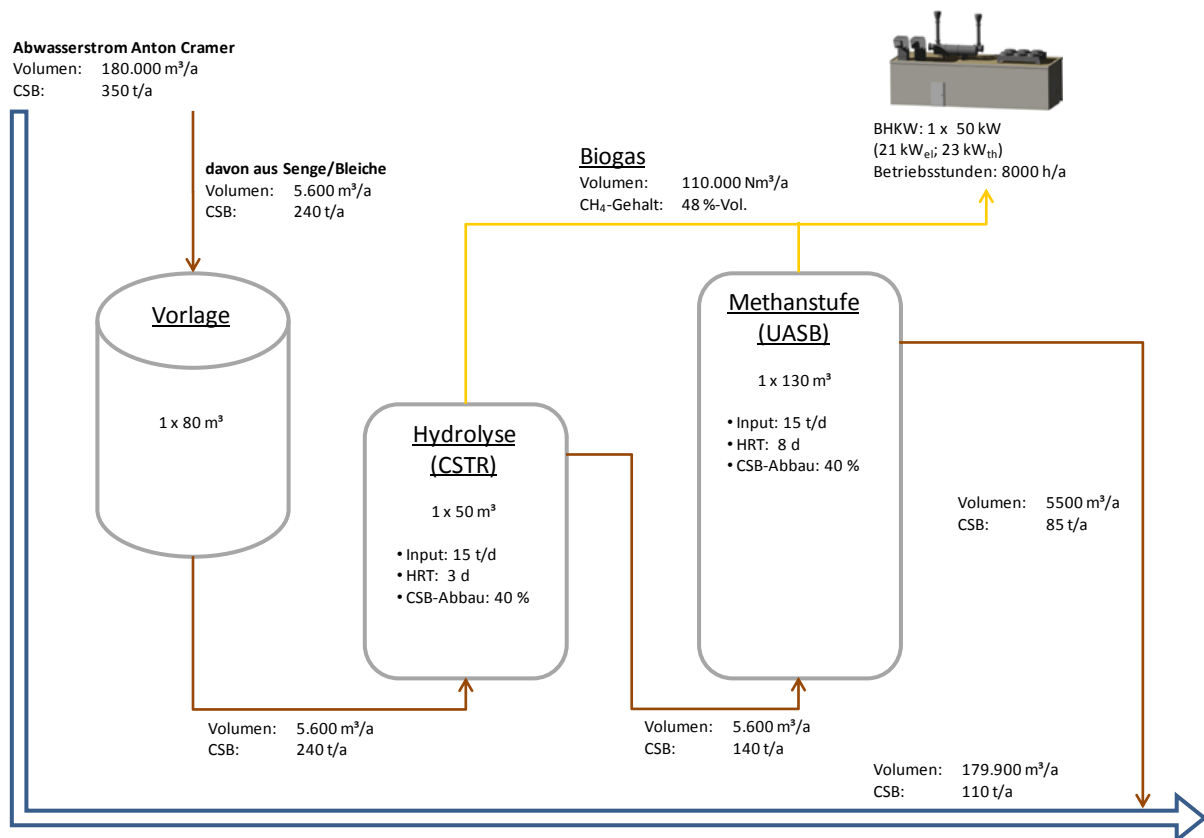 Abwasserstrom Anton Cramer
Volumen: 180.000 m³/a
CSB: 350 t/a
davon aus Senge/Bleiche
Volumen: 5.600 m³/a
CSB: 240 t/a
Biogas
Volumen: 110.000 Nm³/a
CH₄-Gehalt: 48 %-Vol.
BHKW: 1 x 50 kW
(21 kWel; 23 kWth)
Betriebsstunden: 8000 h/a
Vorlage
1 x 80 m³
Hydrolyse
(CSTR)
1 x 50 m³
• Input: 15 t/d
• HRT: 3 d
• CSB-Abbau: 40 %
Methanstufe
(UASB)
1 x 130 m³
• Input: 15 t/d
• HRT: 8 d
• CSB-Abbau: 40 %
Volumen: 5500 m³/a
CSB: 85 t/a
Volumen: 5.600 m³/a
CSB: 240 t/a
Volumen: 5.600 m³/a
CSB: 140 t/a
Volumen: 179.900 m³/a
CSB: 110 t/a